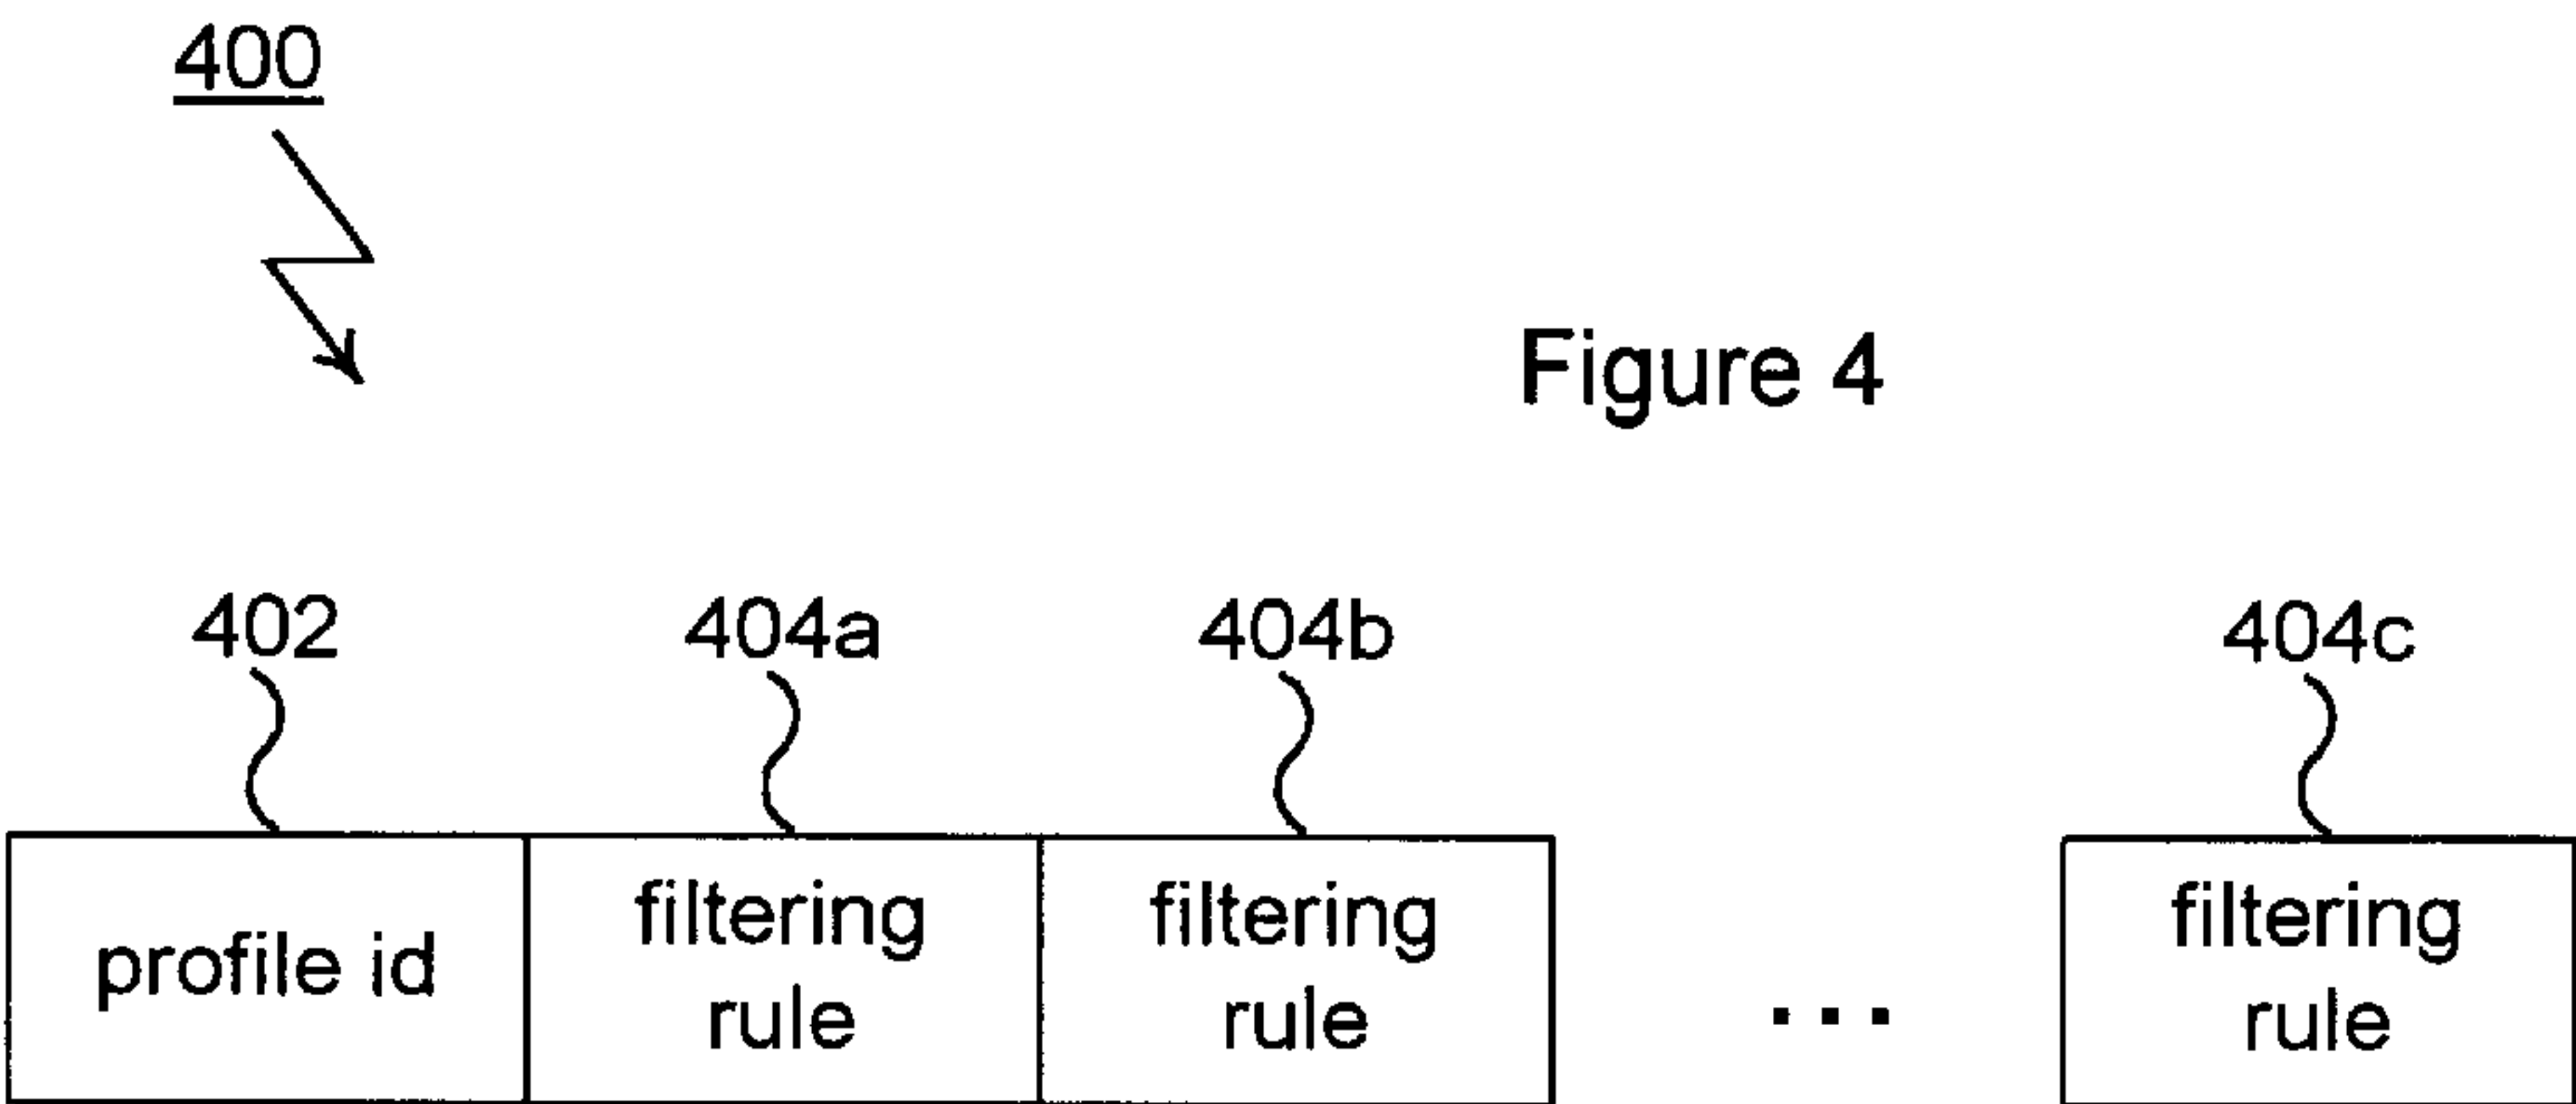 400
Figure 4
402 404a 404b 404c
profile id
filtering
rule
filtering
rule
...
filtering
rule